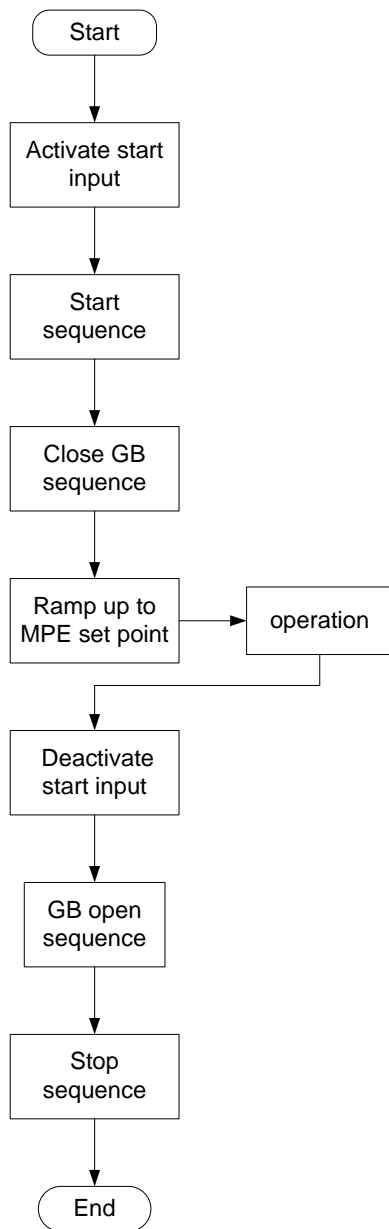 Start
Activate start
input
Start
sequence
Close GB
sequence
Ramp up to
MPE set point
operation
Deactivate
start input
GB open
sequence
Stop
sequence
End